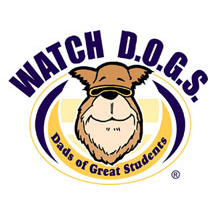 WATCH D.O.G.S.
Dads of Great Students
®